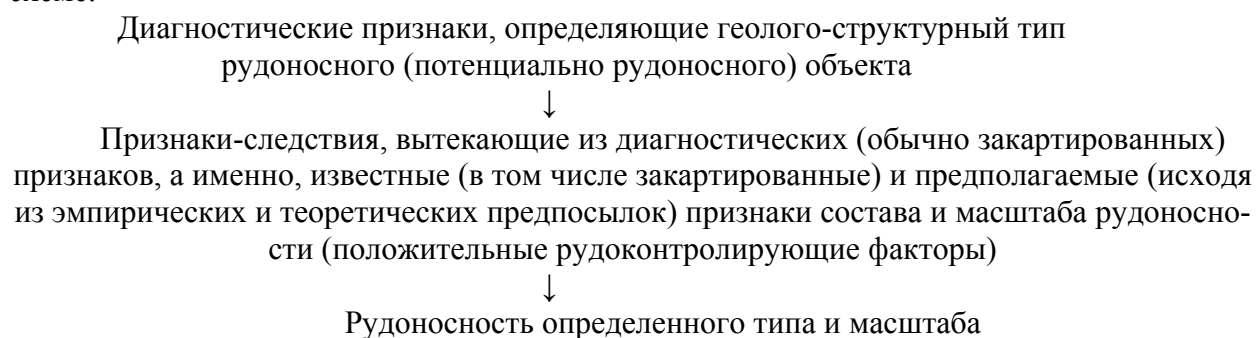 схеме:
Диагностические признаки, определяющие геолого-структурный тип
рудоносного (потенциально рудоносного) объекта
↓
Признаки-следствия, вытекающие из диагностических (обычно закартированных)
признаков, а именно, известные (в том числе закартированные) и предполагаемые (исходя
из эмпирических и теоретических предпосылок) признаки состава и масштаба рудоносно-
сти (положительные рудоконтролирующие факторы)
↓
Рудоносность определенного типа и масштаба